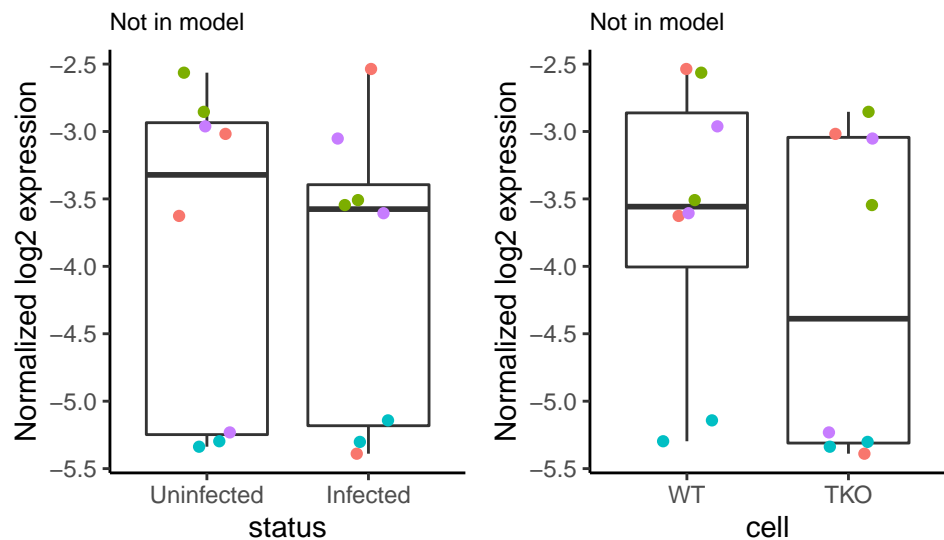 Not in model
Normalized log2 expression
−2.5
−3.0
−3.5
−4.0
−4.5
−5.0
−5.5
Uninfected Infected
status
Not in model
Normalized log2 expression
−2.5
−3.0
−3.5
−4.0
−4.5
−5.0
−5.5
WT TKO
cell